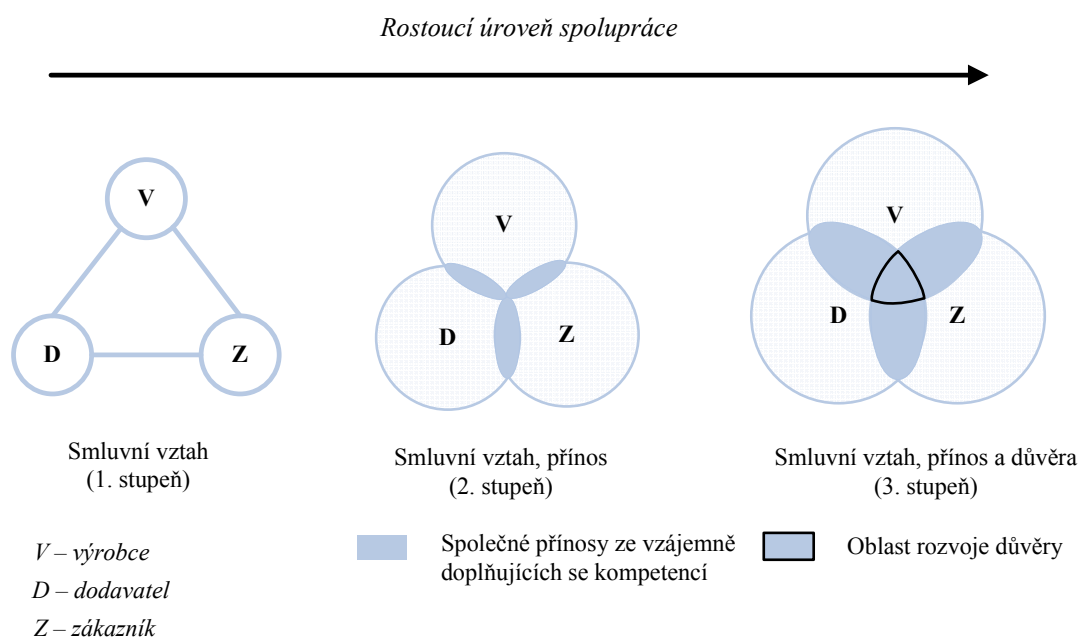 Rostoucí úroveň spolupráce
V
D
Z
V
D
Z
V
D
Z
Smluvní vztah
(1. stupeň)
Smluvní vztah, přínos
(2. stupeň)
Smluvní vztah, přínos a důvěra
(3. stupeň)
V – výrobce
D – dodavatel
Z – zákazník
Společné přínosy ze vzájemně
doplňujících se kompetencí
Oblast rozvoje důvěry